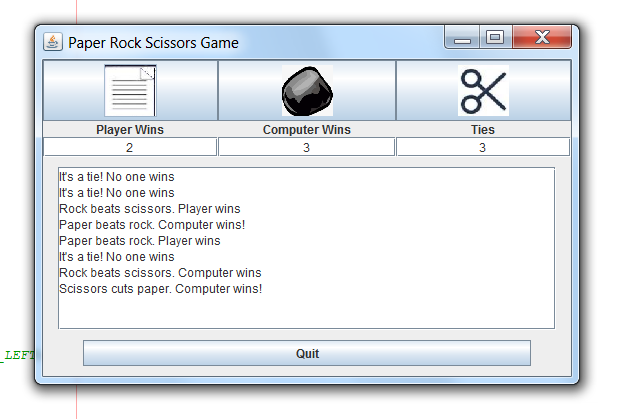 Paper Rock Scissors Game
Player Wins Computer Wins Ties
2 3 3
It's a tie! No one wins
It's a tie! No one wins
Rock beats scissors. Player wins
Paper beats rock. Computer wins!
Paper beats rock. Player wins
It's a tie! No one wins
Rock beats scissors. Computer wins
Scissors cuts paper. Computer wins!
_LEFT
Quit